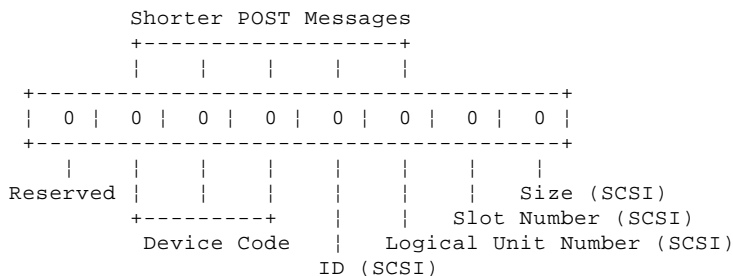 Shorter POST Messages
+--------------------+
¦ ¦ ¦ ¦ ¦
+---------------------------------------+
¦ 0 ¦ 0 ¦ 0 ¦ 0 ¦ 0 ¦ 0 ¦ 0 ¦ 0 ¦
+---------------------------------------+
¦ ¦ ¦ ¦ ¦ ¦ ¦ ¦
Reserved ¦ ¦ ¦ ¦ ¦ ¦ Size (SCSI)
+---------+ ¦ ¦ Slot Number (SCSI)
Device Code ¦ Logical Unit Number (SCSI)
ID (SCSI)